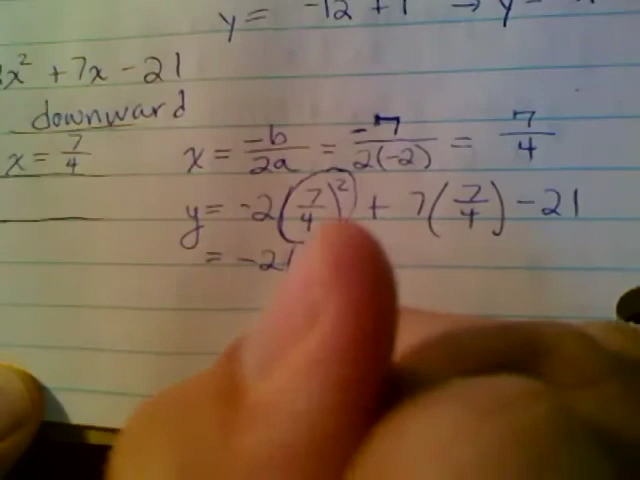 y = -12 + 1 → y =
x² + 7x - 21
downward
x = 7/4
x = -b/2a = -7/2(-2) = 7/4
y = -2(7/4)² + 7(7/4) - 21
= -2(